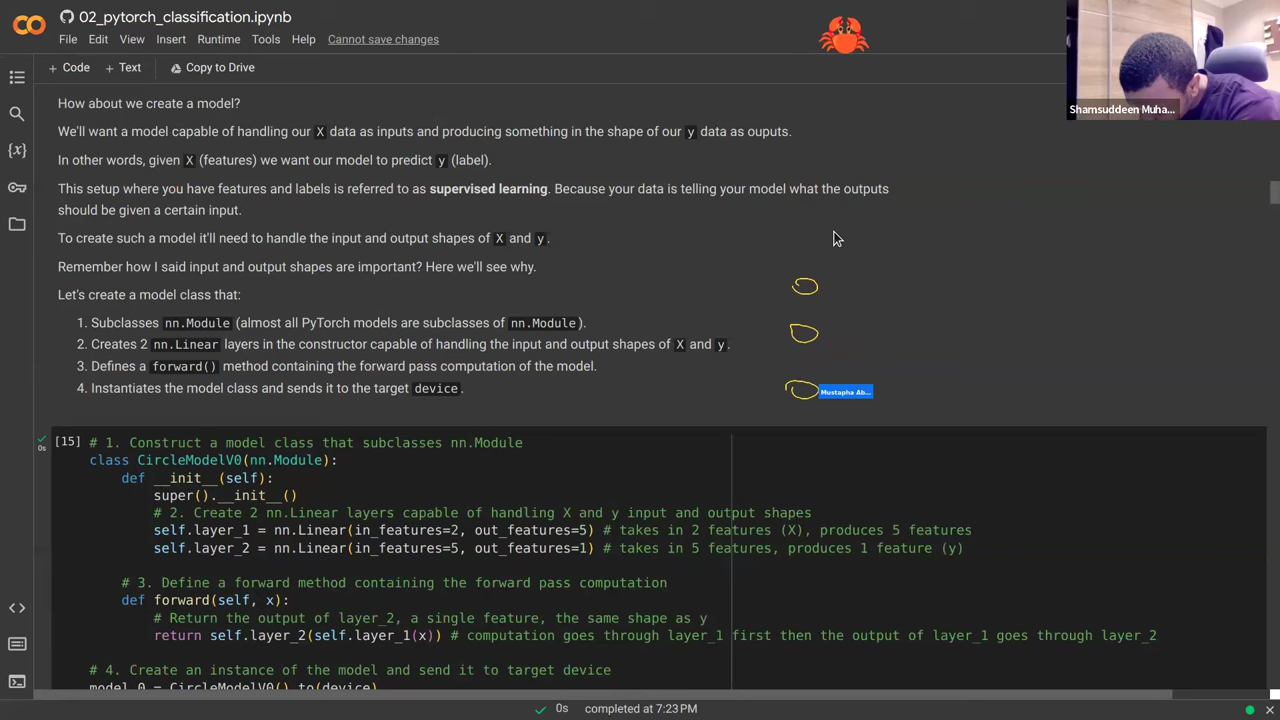 02_pytorch_classification.ipynb
File Edit View Insert Runtime Tools Help Cannot save changes
+ Code + Text Copy to Drive
Shamsuddeen Muha...
How about we create a model?
We'll want a model capable of handling our X data as inputs and producing something in the shape of our y data as ouputs.
In other words, given X (features) we want our model to predict y (label).
This setup where you have features and labels is referred to as supervised learning. Because your data is telling your model what the outputs
should be given a certain input.
To create such a model it'll need to handle the input and output shapes of X and y.
Remember how I said input and output shapes are important? Here we'll see why.
Let's create a model class that:
1. Subclasses nn.Module (almost all PyTorch models are subclasses of nn.Module).
2. Creates 2 nn.Linear layers in the constructor capable of handling the input and output shapes of X and y.
3. Defines a forward() method containing the forward pass computation of the model.
4. Instantiates the model class and sends it to the target device.
Mustapha Ab...
0s
[15] # 1. Construct a model class that subclasses nn.Module
class CircleModelV0(nn.Module):
def __init__(self):
super().__init__()
# 2. Create 2 nn.Linear layers capable of handling X and y input and output shapes
self.layer_1 = nn.Linear(in_features=2, out_features=5) # takes in 2 features (X), produces 5 features
self.layer_2 = nn.Linear(in_features=5, out_features=1) # takes in 5 features, produces 1 feature (y)
# 3. Define a forward method containing the forward pass computation
def forward(self, x):
# Return the output of layer_2, a single feature, the same shape as y
return self.layer_2(self.layer_1(x)) # computation goes through layer_1 first then the output of layer_1 goes through layer_2
# 4. Create an instance of the model and send it to target device
model_0 = CircleModelV0().to(device)
0s completed at 7:23PM